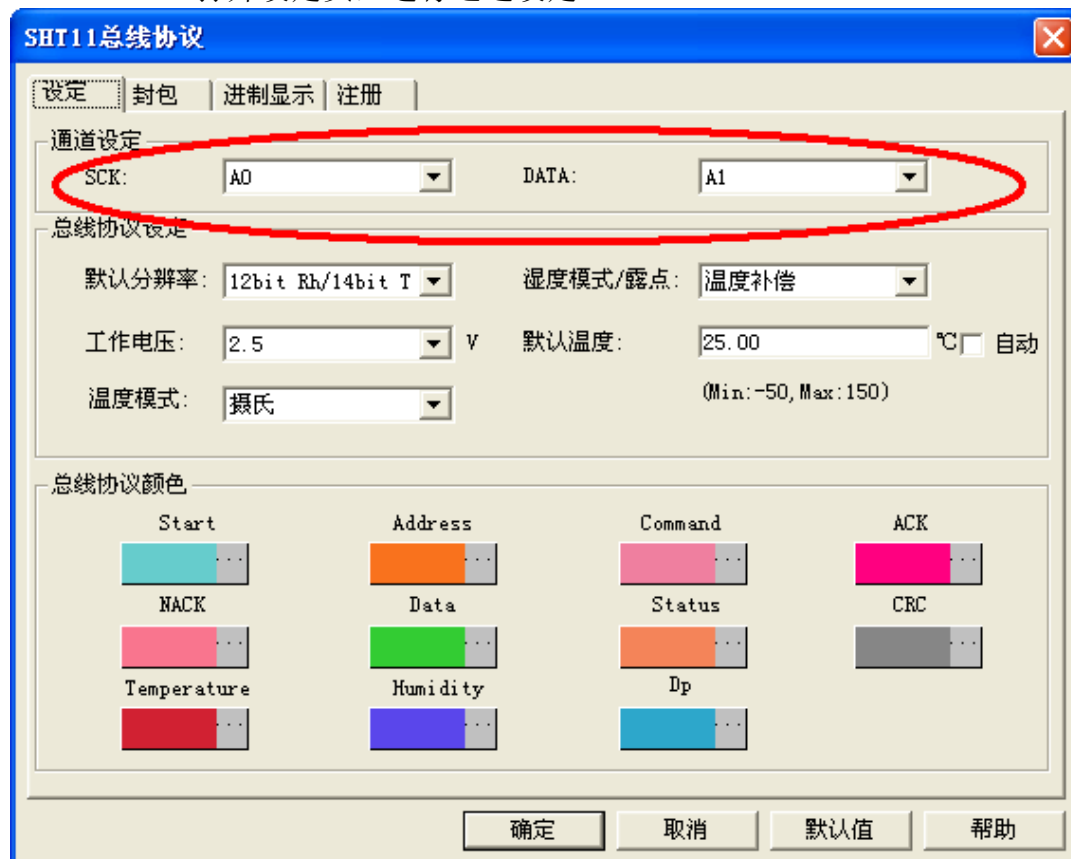 SHT11总线协议
设定 封包 进制显示 注册
通道设定
SCK: A0 DATA: A1
总线协议设定
默认分辨率: 12bit Rh/14bit T 湿度模式/露点: 温度补偿
工作电压: 2.5 V 默认温度: 25.00 ℃ 自动
温度模式: 摄氏 (Min:-50,Max:150)
总线协议颜色
Start Address Command ACK
... ... ... ...
NACK Data Status CRC
... ... ... ...
Temperature Humidity Dp
... ... ...
确定 取消 默认值 帮助